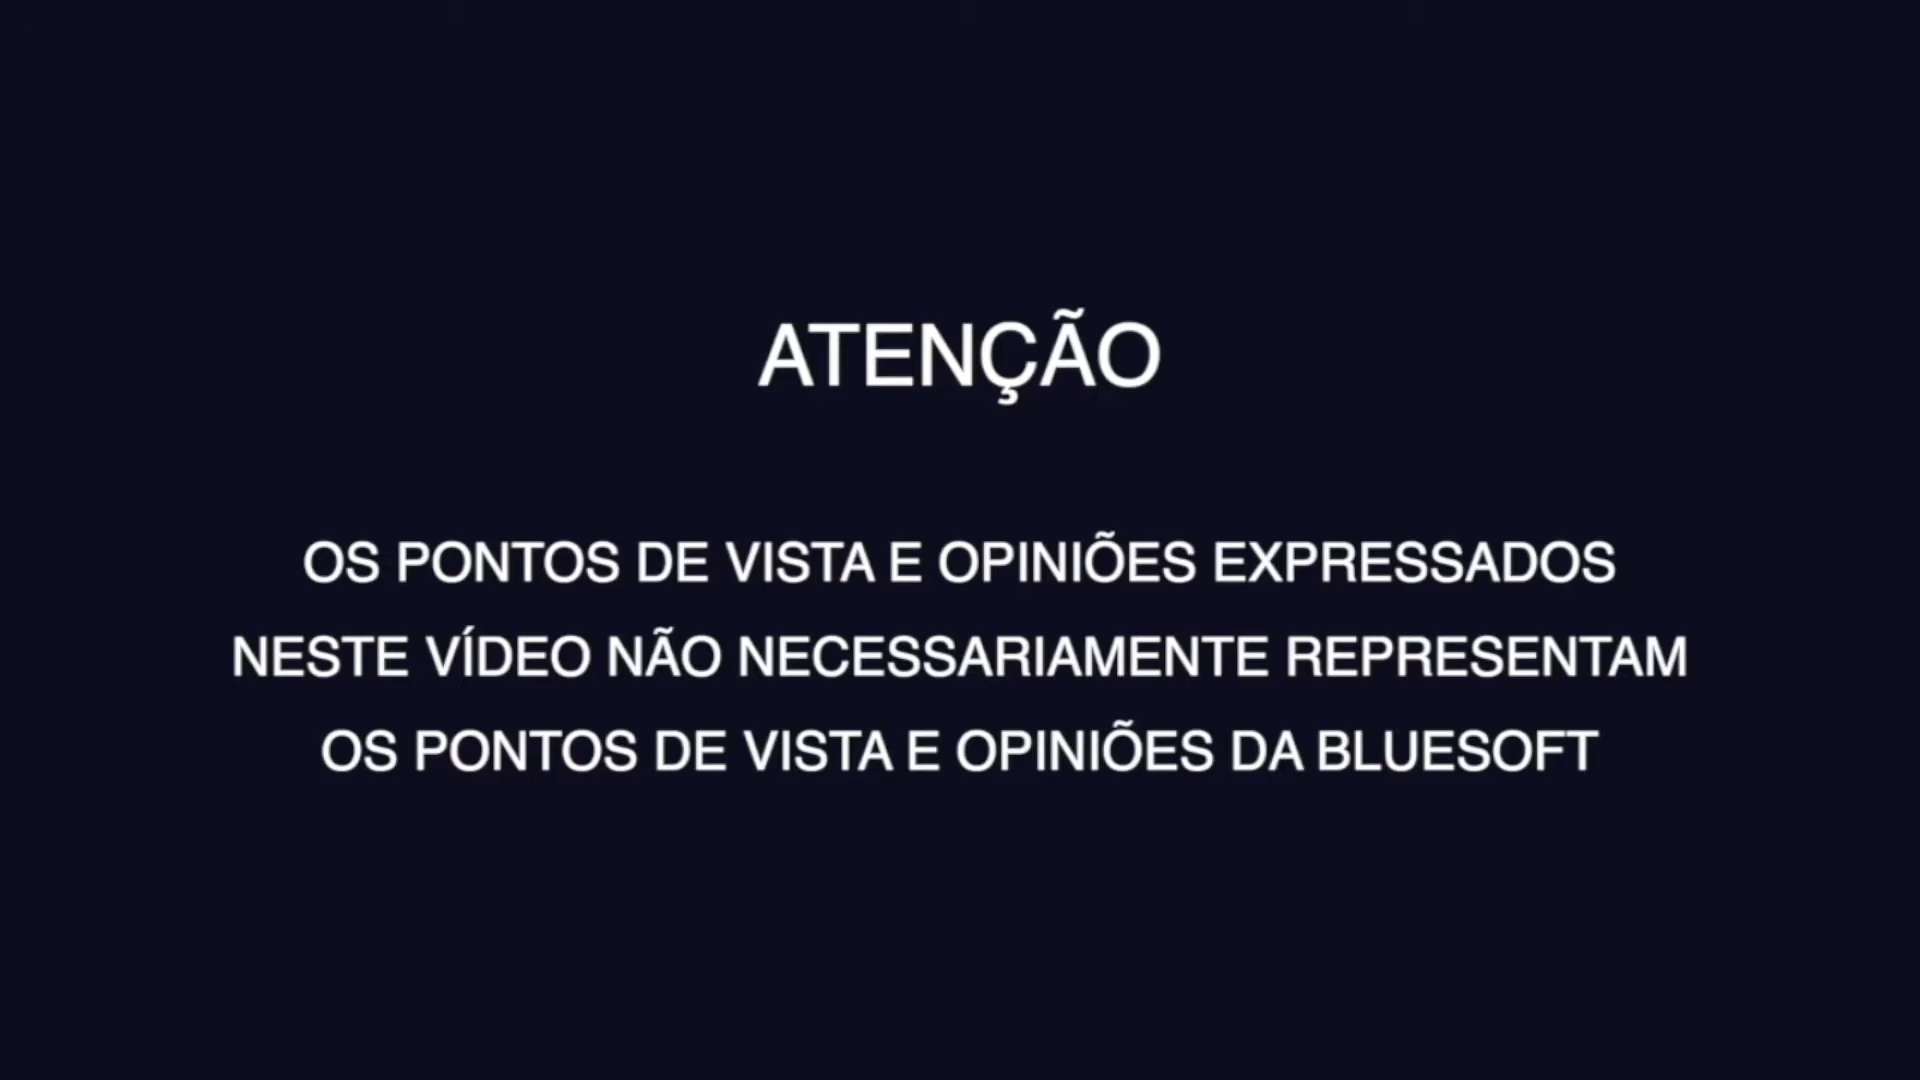 ATENÇÃO
OS PONTOS DE VISTA E OPINIÕES EXPRESSADOS
NESTE VÍDEO NÃO NECESSARIAMENTE REPRESENTAM
OS PONTOS DE VISTA E OPINIÕES DA BLUESOFT